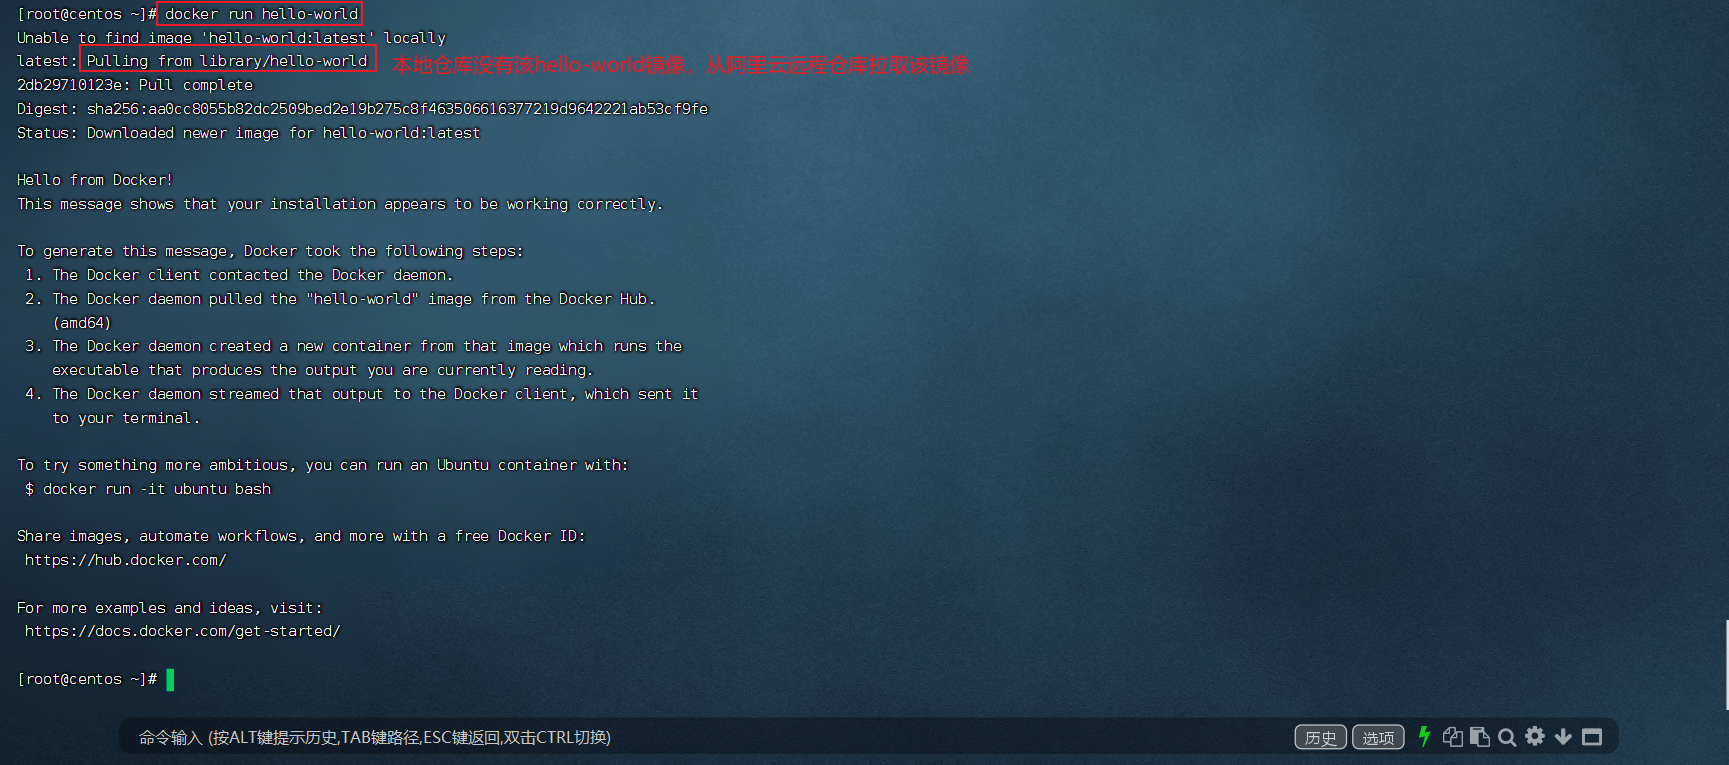 [root@centos ~]# docker run hello-world
Unable to find image 'hello-world:latest' locally
latest: Pulling from library/hello-world 本地仓库没有该hello-world镜像，从阿里云远程仓库拉取该镜像
2db29710123e: Pull complete
Digest: sha256:aa0cc8055b82dc2509bed2e19b275c8f463506616377219d9642221ab53cf9fe
Status: Downloaded newer image for hello-world:latest
Hello from Docker!
This message shows that your installation appears to be working correctly.
To generate this message, Docker took the following steps:
1. The Docker client contacted the Docker daemon.
2. The Docker daemon pulled the "hello-world" image from the Docker Hub.
(amd64)
3. The Docker daemon created a new container from that image which runs the
executable that produces the output you are currently reading.
4. The Docker daemon streamed that output to the Docker client, which sent it
to your terminal.
To try something more ambitious, you can run an Ubuntu container with:
$ docker run -it ubuntu bash
Share images, automate workflows, and more with a free Docker ID:
https://hub.docker.com/
For more examples and ideas, visit:
https://docs.docker.com/get-started/
[root@centos ~]#
命令输入 (按ALT键提示历史,TAB键路径,ESC键返回,双击CTRL切换) 历史 选项